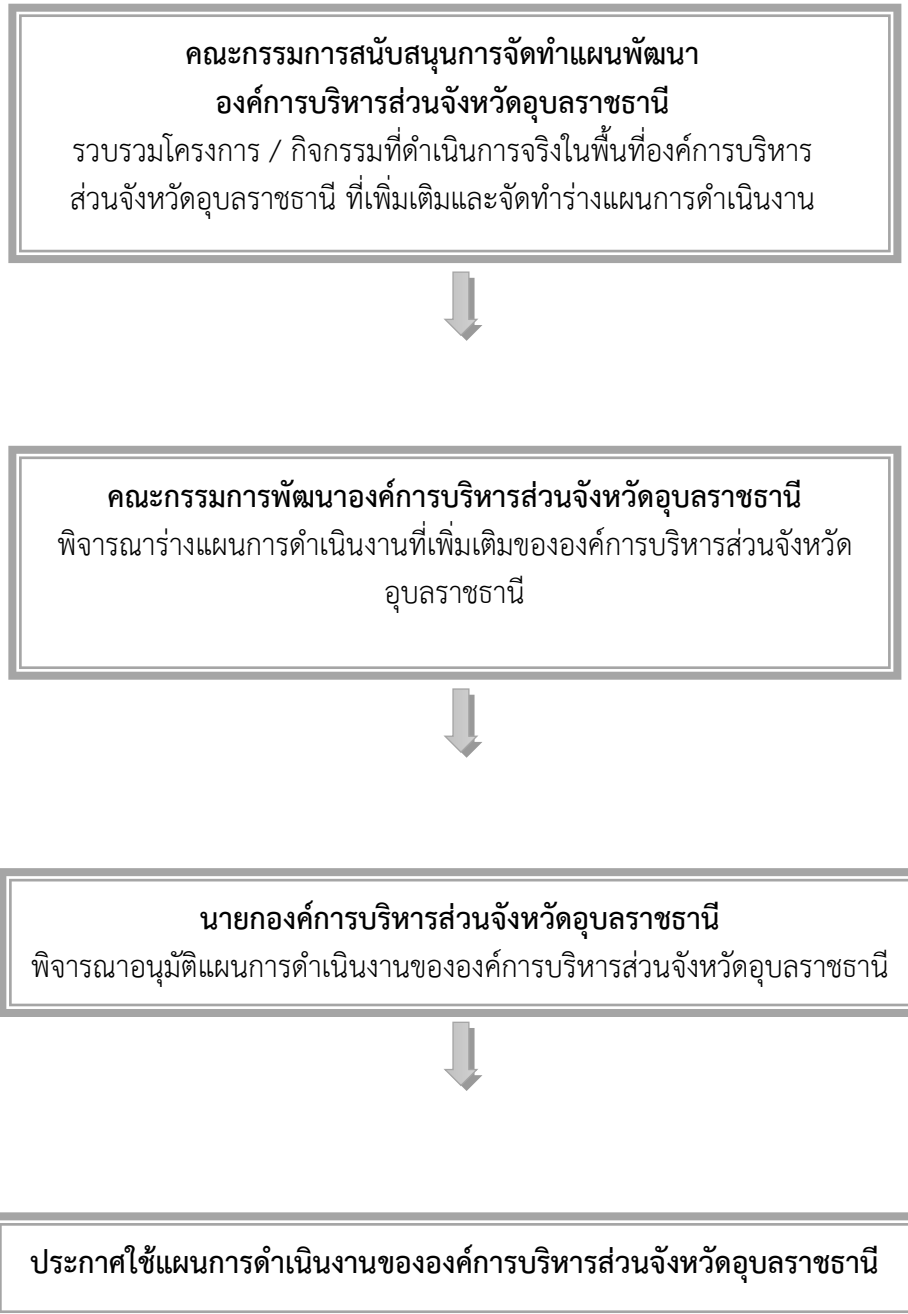 คณะกรรมการสนับสนุนการจัดทำแผนพัฒนา
องค์การบริหารส่วนจังหวัดอุบลราชธานี
รวบรวมโครงการ / กิจกรรมที่ดำเนินการจริงในพื้นที่องค์การบริหาร
ส่วนจังหวัดอุบลราชธานี ที่เพิ่มเติมและจัดทำร่างแผนการดำเนินงาน
คณะกรรมการพัฒนาองค์การบริหารส่วนจังหวัดอุบลราชธานี
พิจารณาร่างแผนการดำเนินงานที่เพิ่มเติมขององค์การบริหารส่วนจังหวัด
อุบลราชธานี
นายกองค์การบริหารส่วนจังหวัดอุบลราชธานี
พิจารณาอนุมัติแผนการดำเนินงานขององค์การบริหารส่วนจังหวัดอุบลราชธานี
ประกาศใช้แผนการดำเนินงานขององค์การบริหารส่วนจังหวัดอุบลราชธานี